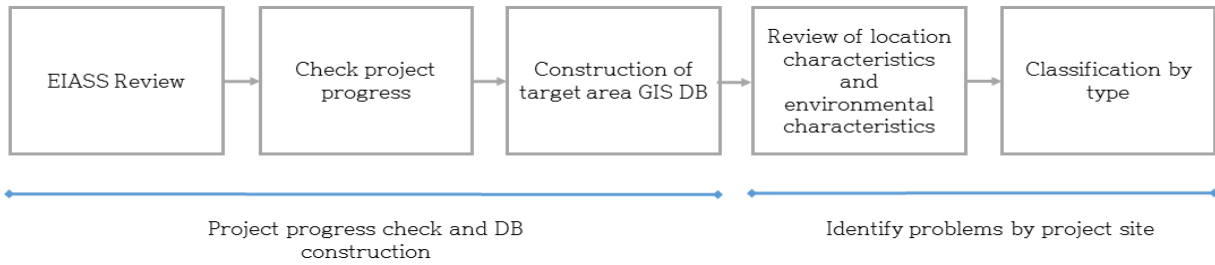 EIASS Review
Check project
progress
Construction of
target area GIS DB
Review of location
characteristics
and
environmental
characteristics
Classification by
type
Project progress check and DB
construction
Identify problems by project site